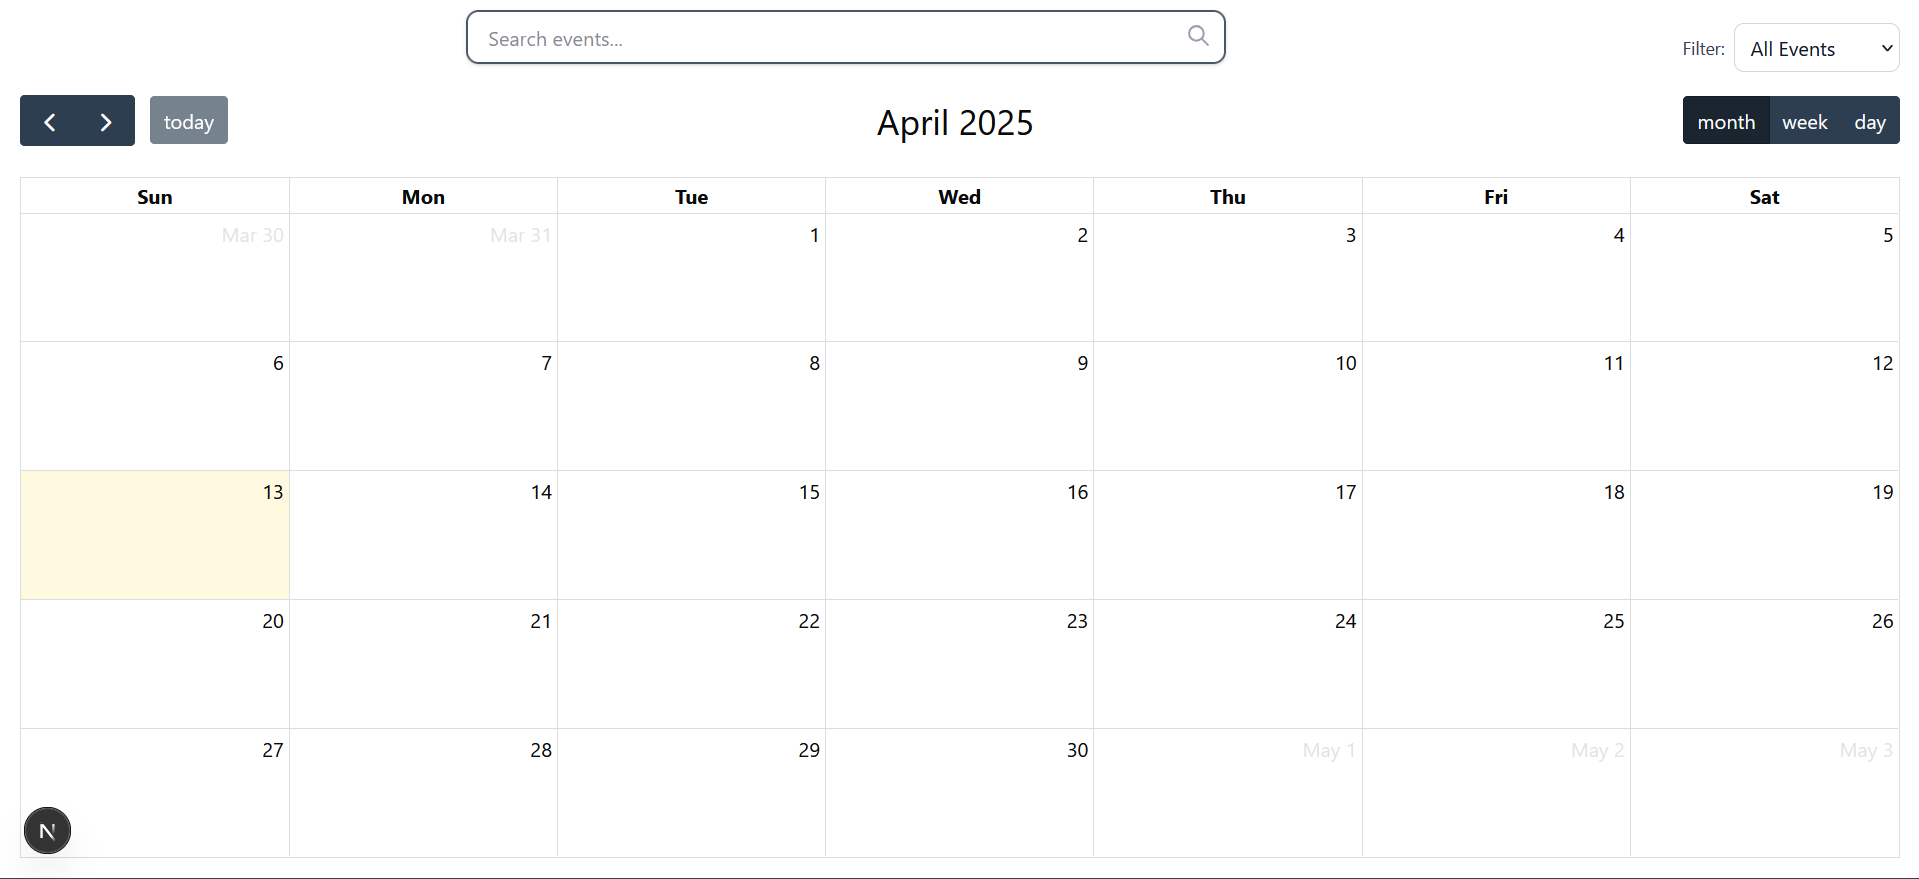 Search events...
Filter: All Events
today
April 2025
month week day
Sun Mon Tue Wed Thu Fri Sat
Mar 30 Mar 31 1 2 3 4 5
6 7 8 9 10 11 12
13 14 15 16 17 18 19
20 21 22 23 24 25 26
27 28 29 30 May 1 May 2 May 3
N